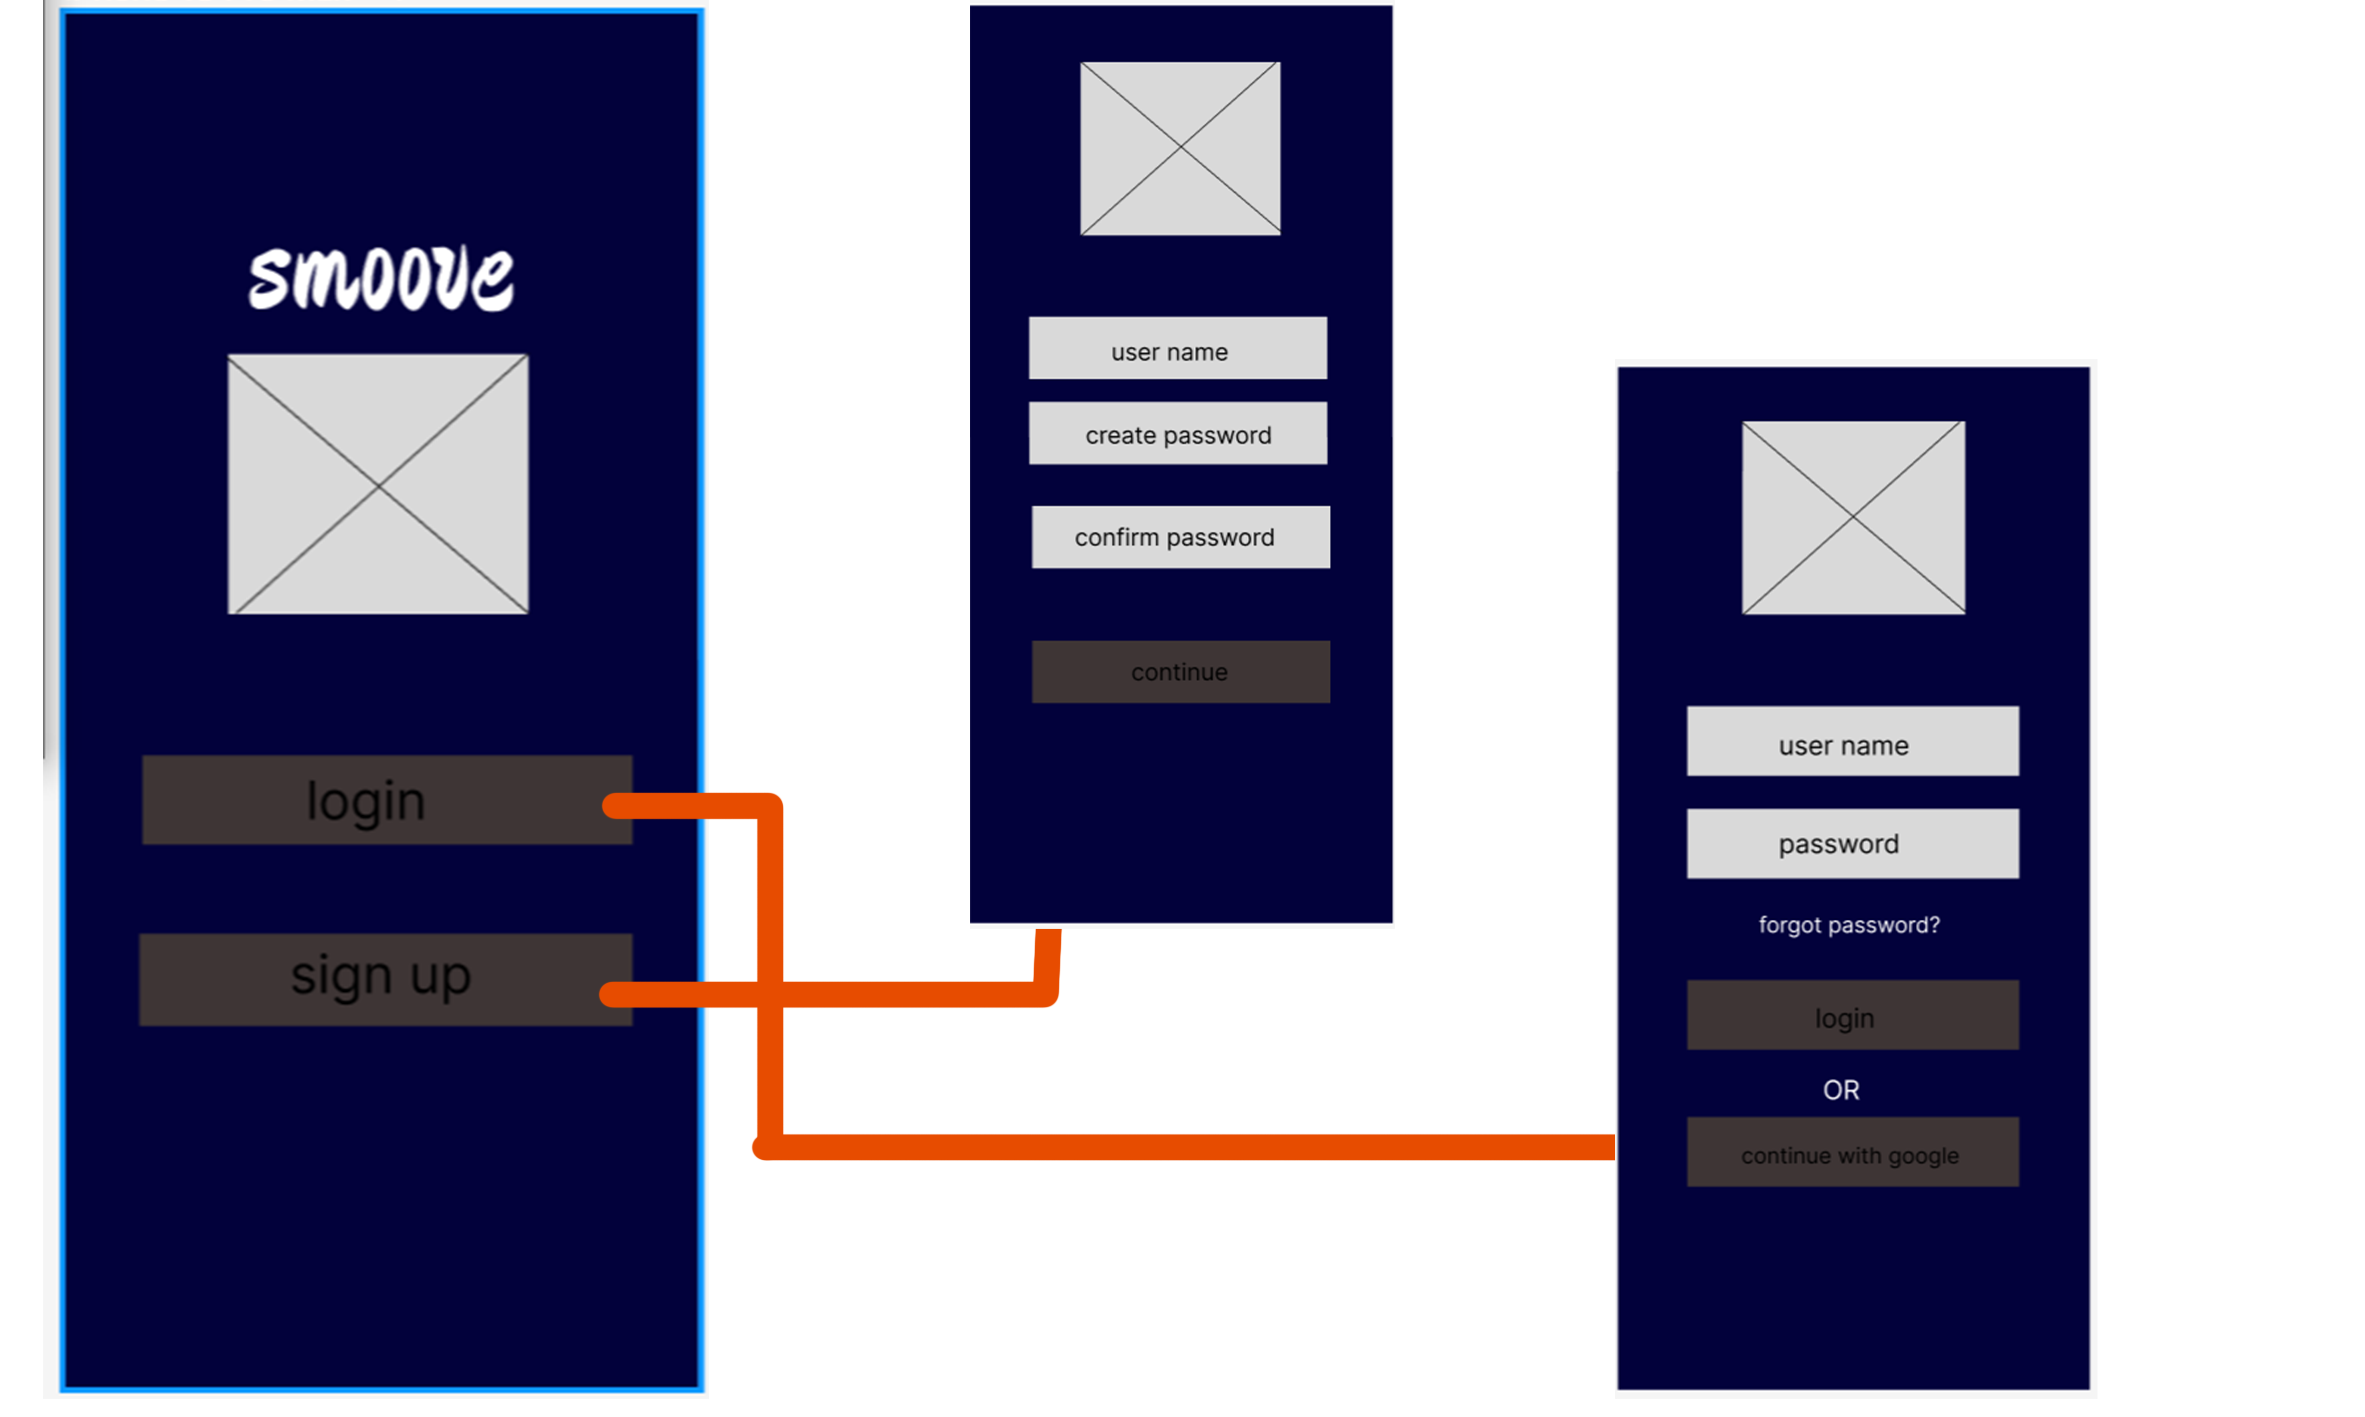 smoove
login
sign up
user name
create password
confirm password
continue
user name
password
forgot password?
login
OR
continue with google